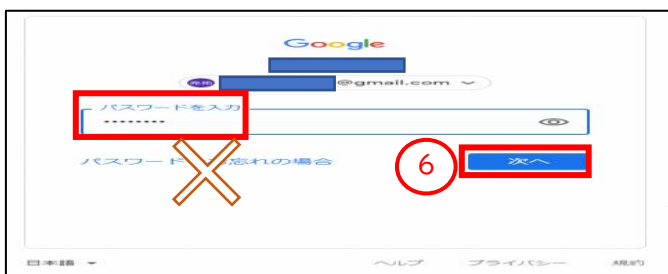 Google
@gmail.com
パスワードを入力
••••••••
パスワードをお忘れの場合
6
次へ
日本語
ヘルプ
プライバシー
規約